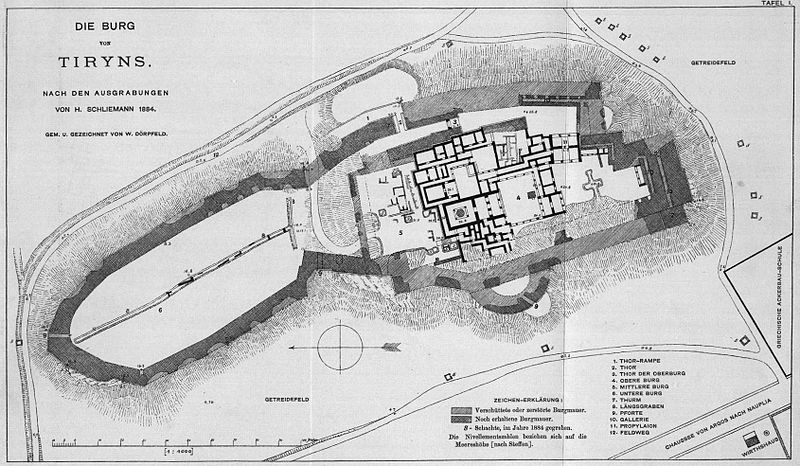 TAFEL I.
DIE BURG
VON
TIRYNS.
NACH DEN AUSGRABUNGEN
VON H. SCHLIEMANN 1884.
GEM. U. GEZEICHNET VON W. DÖRPFELD.
GETREIDEFELD
GRIECHISCHE ACKERBAU-SCHULE
GETREIDEFELD
ZEICHEN-ERKLÄRUNG:
Verschüttete oder zerstörte Burgmauer.
Noch erhaltene Burgmauer.
S - Schachte, im Jahre 1884 gegraben.
Die Nivellementszahlen beziehen sich auf die
Meereshöhe [nach Steffen].
1. THOR-RAMPE
2. THOR
3. THOR DER OBERBURG
4. OBERE BURG
5. MITTLERE BURG
6. UNTERE BURG
7. THURM
8. LÄNGSGRABEN
9. PFORTE
10. GALLERIE
11. PROPYLAION
12. FELDWEG
CHAUSSEE VON ARGOS NACH NAUPLIA
WIRTHSHAUS